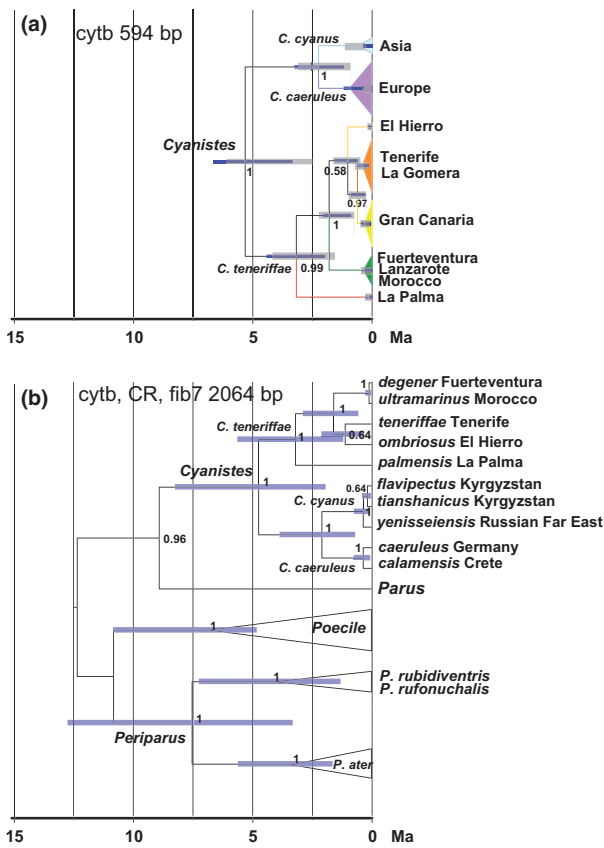 (a)
cytb 594 bp
C. cyanus
Asia
1
C. caeruleus
Europe
El Hierro
Cyanistes
Tenerife
1
0.58
La Gomera
0.97
Gran Canaria
1
C. teneriffae
0.99
Fuerteventura
Lanzarote
Morocco
La Palma
15 10 5 0 Ma
(b)
cytb, CR, fib7 2064 bp
1
degener Fuerteventura
ultramarinus Morocco
C. teneriffae
1
teneriffae Tenerife
1
0.64
ombriosus El Hierro
Cyanistes
palmensis La Palma
1
0.64
flavipectus Kyrgyzstan
C. cyanus
tianshanicus Kyrgyzstan
1
yenisseiensis Russian Far East
1
0.96
1
caeruleus Germany
C. caeruleus
calamensis Crete
Parus
1
Poecile
1
P. rubidiventris
P. rufonuchalis
1
Periparus
1
P. ater
15 10 5 0 Ma